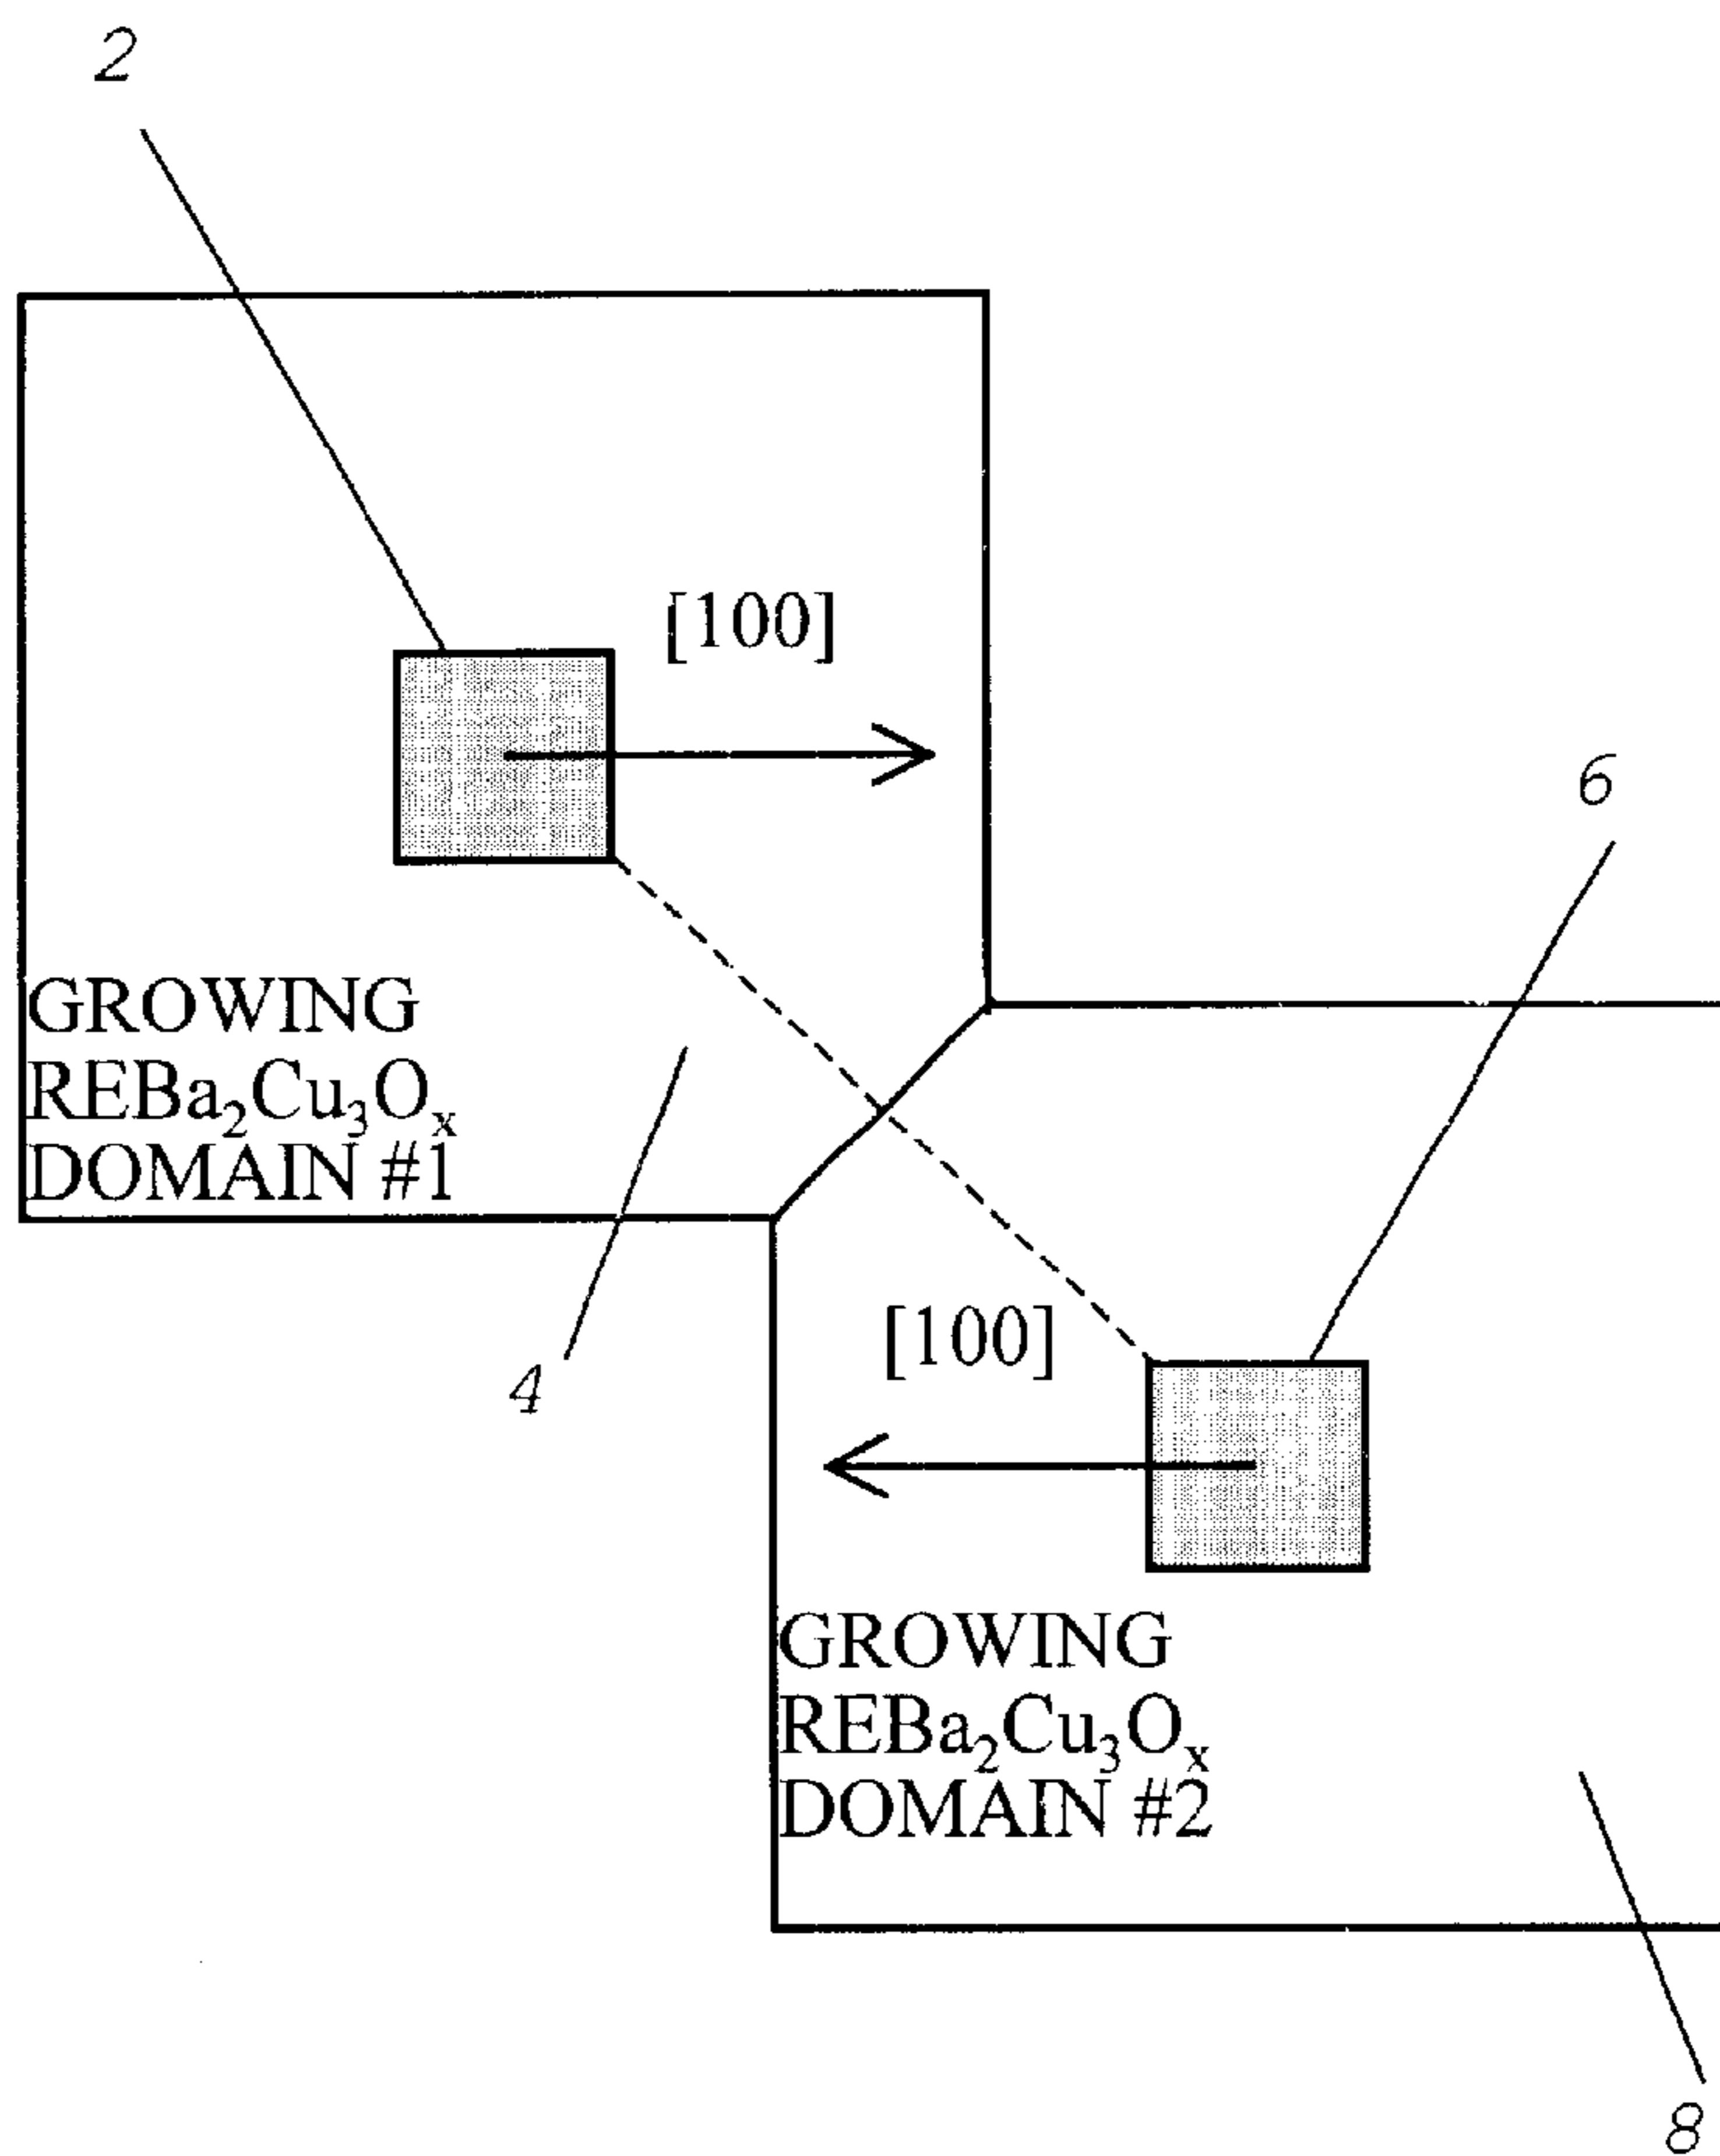 2
[100]
6
GROWING
REBa₂Cu₃Oₓ
DOMAIN #1
[100]
4
GROWING
REBa₂Cu₃Oₓ
DOMAIN #2
8